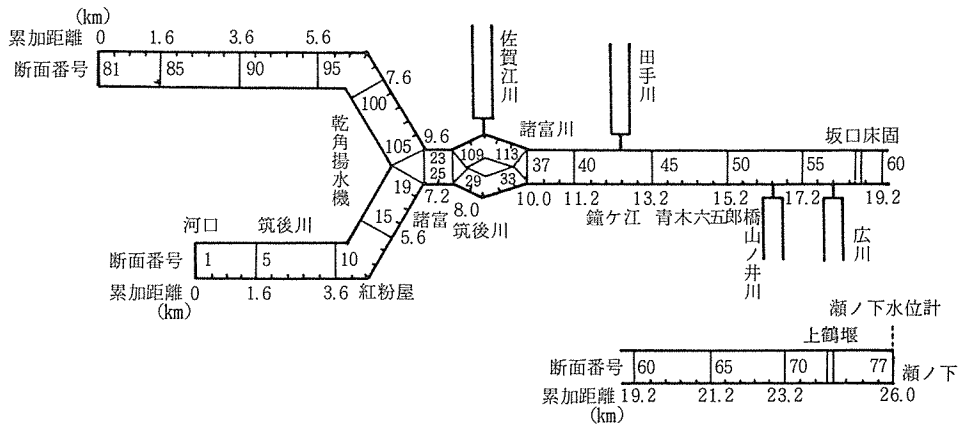 (km)
累加距離 0 1.6 3.6 5.6
断面番号 81 85 90 95
7.6
100
105
9.6
乾角揚水機
佐賀江川
諸富川
田手川
坂口床固
23 109 113 37 40 45 50 55 60
25 29 33
19
7.2 8.0 10.0 11.2 13.2 15.2 17.2 19.2
諸富 筑後川
鐘ケ江 青木六五郎橋
山ノ井川
広川
15
5.6
河口 筑後川
断面番号 1 5 10
累加距離 0 1.6 3.6 紅粉屋
(km)
瀬ノ下水位計
上鶴堰
断面番号 60 65 70 77 瀬ノ下
累加距離 19.2 21.2 23.2 26.0
(km)